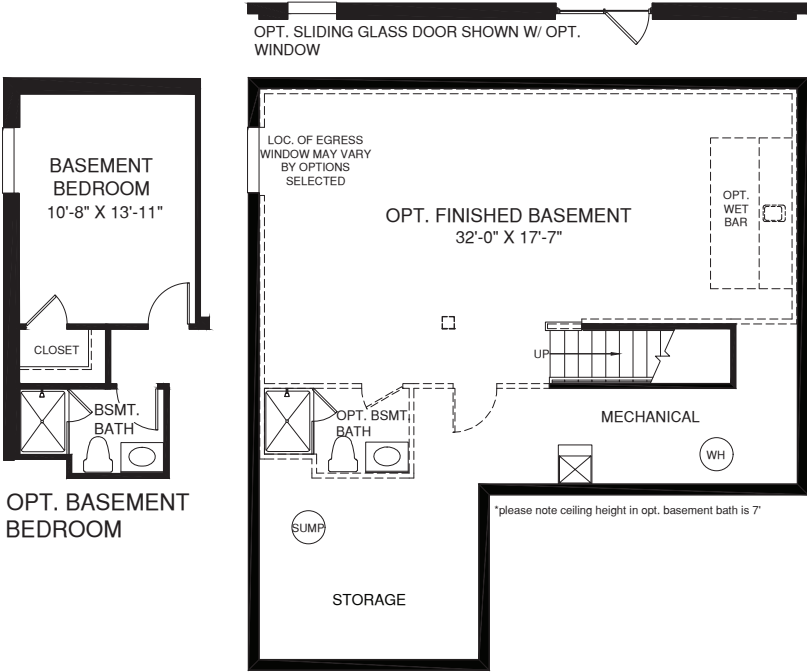 OPT. SLIDING GLASS DOOR SHOWN W/ OPT.
WINDOW
LOC. OF EGRESS
WINDOW MAY VARY
BY OPTIONS
SELECTED
BASEMENT
BEDROOM
10'-8" X 13'-11"
OPT. FINISHED BASEMENT
32'-0" X 17'-7"
OPT.
WET
BAR
CLOSET
UP
BSMT.
BATH
OPT. BSMT
BATH
MECHANICAL
WH
OPT. BASEMENT
BEDROOM
*please note ceiling height in opt. basement bath is 7'
SUMP
STORAGE